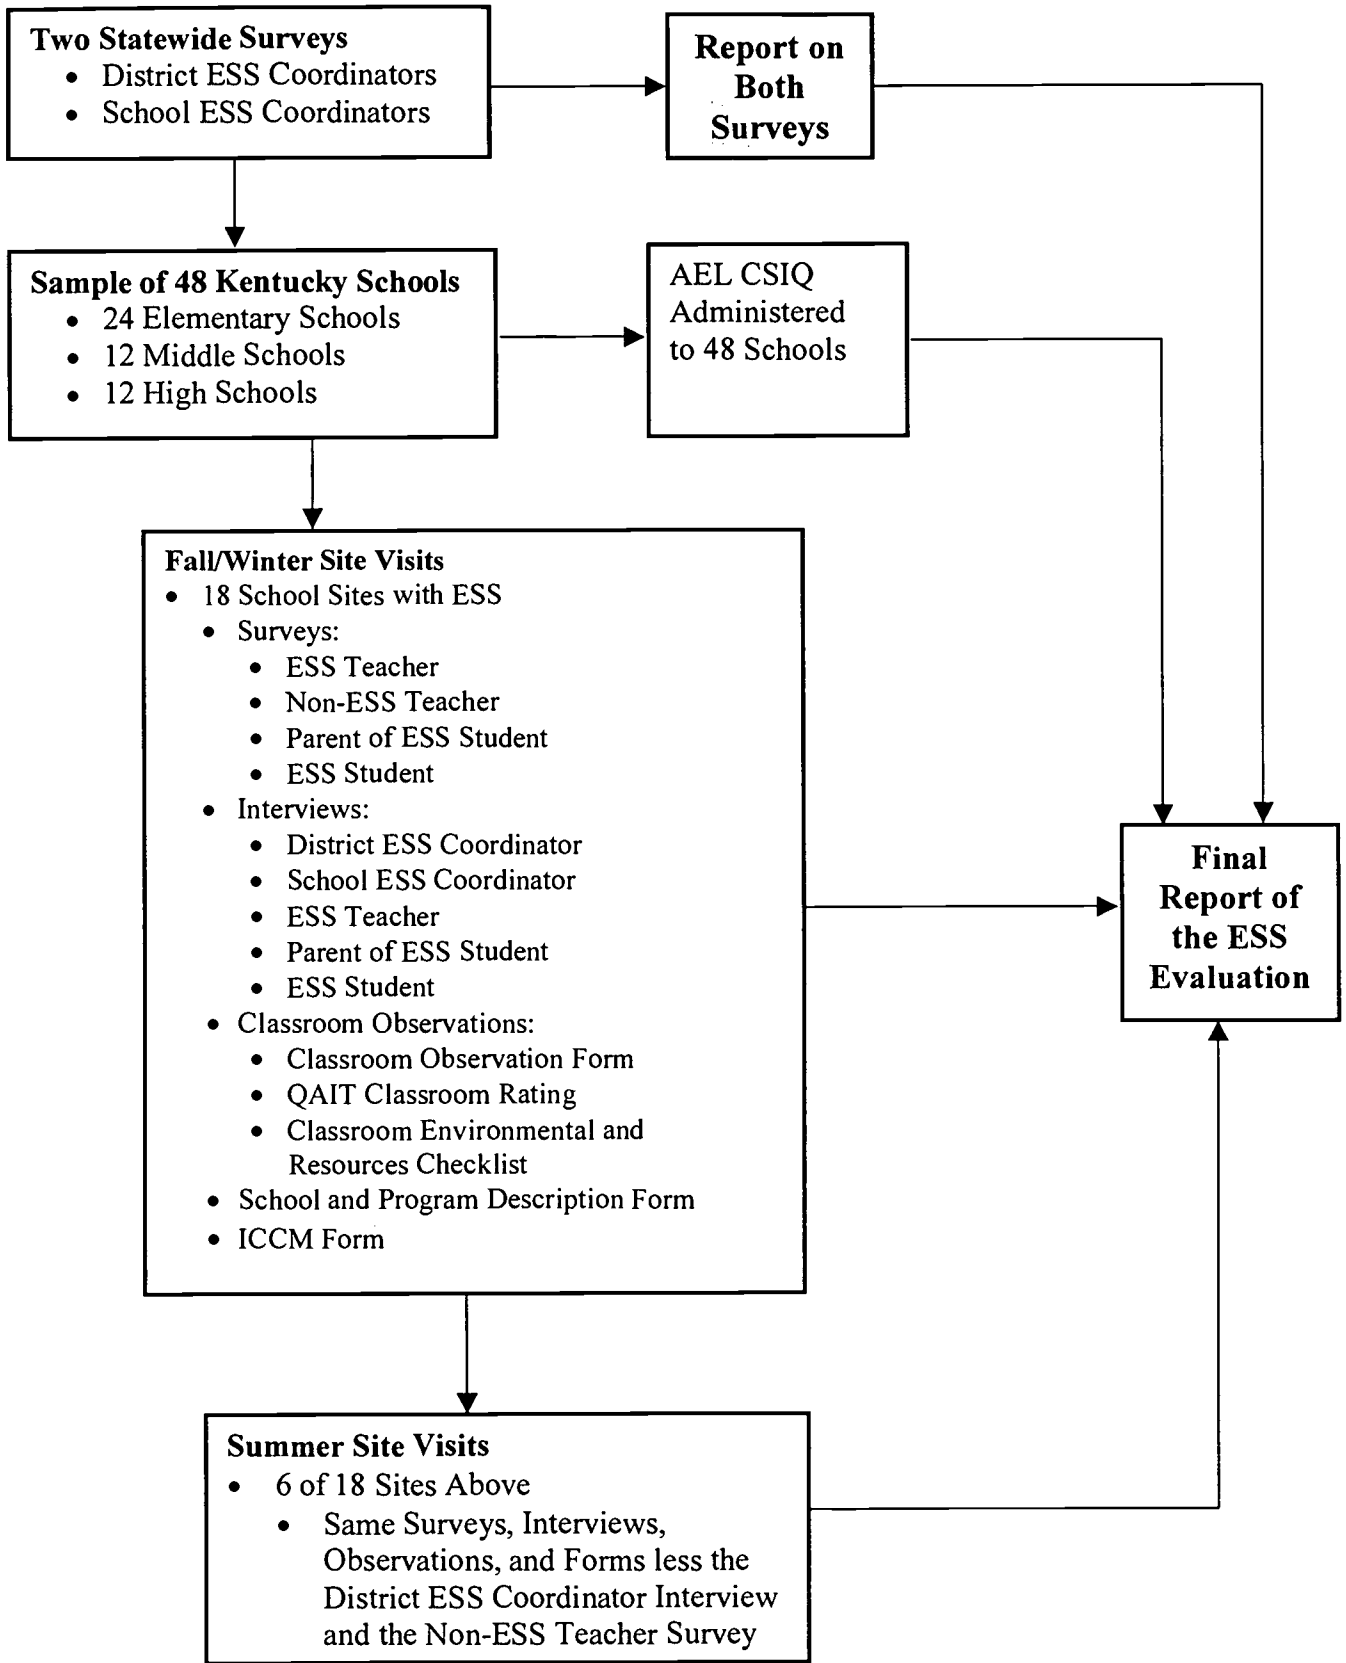 Two Statewide Surveys
• District ESS Coordinators
• School ESS Coordinators
Report on
Both
Surveys
Sample of 48 Kentucky Schools
• 24 Elementary Schools
• 12 Middle Schools
• 12 High Schools
AEL CSIQ
Administered
to 48 Schools
Fall/Winter Site Visits
• 18 School Sites with ESS
• Surveys:
• ESS Teacher
• Non-ESS Teacher
• Parent of ESS Student
• ESS Student
• Interviews:
• District ESS Coordinator
• School ESS Coordinator
• ESS Teacher
• Parent of ESS Student
• ESS Student
• Classroom Observations:
• Classroom Observation Form
• QAIT Classroom Rating
• Classroom Environmental and
Resources Checklist
• School and Program Description Form
• ICCM Form
Final
Report of
the ESS
Evaluation
Summer Site Visits
• 6 of 18 Sites Above
• Same Surveys, Interviews,
Observations, and Forms less the
District ESS Coordinator Interview
and the Non-ESS Teacher Survey